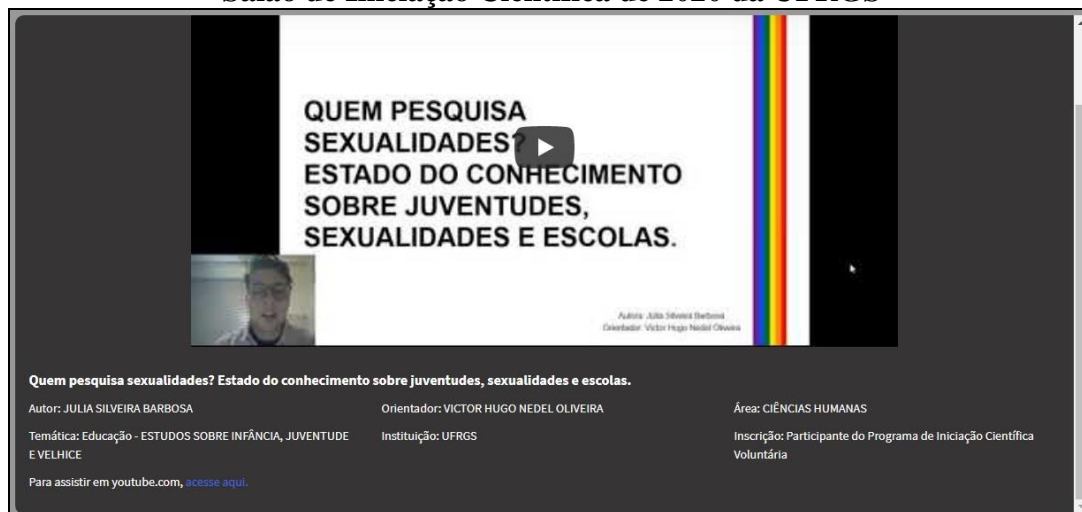 Salão de Iniciação Científica de 2020 da UFRGS
QUEM PESQUISA
SEXUALIDADES?
ESTADO DO CONHECIMENTO
SOBRE JUVENTUDES,
SEXUALIDADES E ESCOLAS.
Autora: Julia Silveira Barbosa
Orientador: Victor Hugo Nedel Oliveira
Quem pesquisa sexualidades? Estado do conhecimento sobre juventudes, sexualidades e escolas.
Autor: JULIA SILVEIRA BARBOSA
Orientador: VICTOR HUGO NEDEL OLIVEIRA
Área: CIÊNCIAS HUMANAS
Temática: Educação - ESTUDOS SOBRE INFÂNCIA, JUVENTUDE
E VELHICE
Instituição: UFRGS
Inscrição: Participante do Programa de Iniciação Científica
Voluntária
Para assistir em youtube.com, acesse aqui.